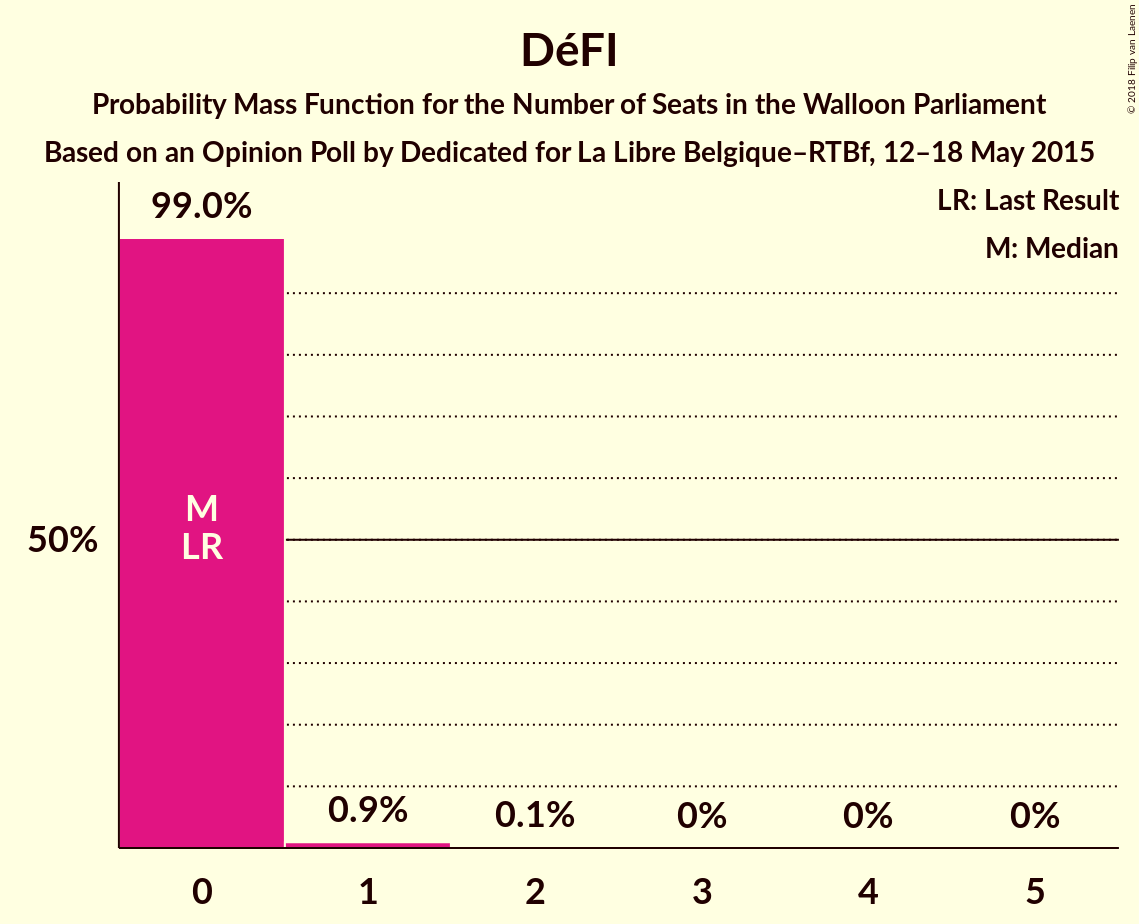 DéFI
Probability Mass Function for the Number of Seats in the Walloon Parliament
Based on an Opinion Poll by Dedicated for La Libre Belgique–RTBf, 12–18 May 2015
© 2018 Filip van Laenen
LR: Last Result
M: Median
99.0%
M
LR
50%
0.9%
0.1%
0%
0%
0%
0
1
2
3
4
5